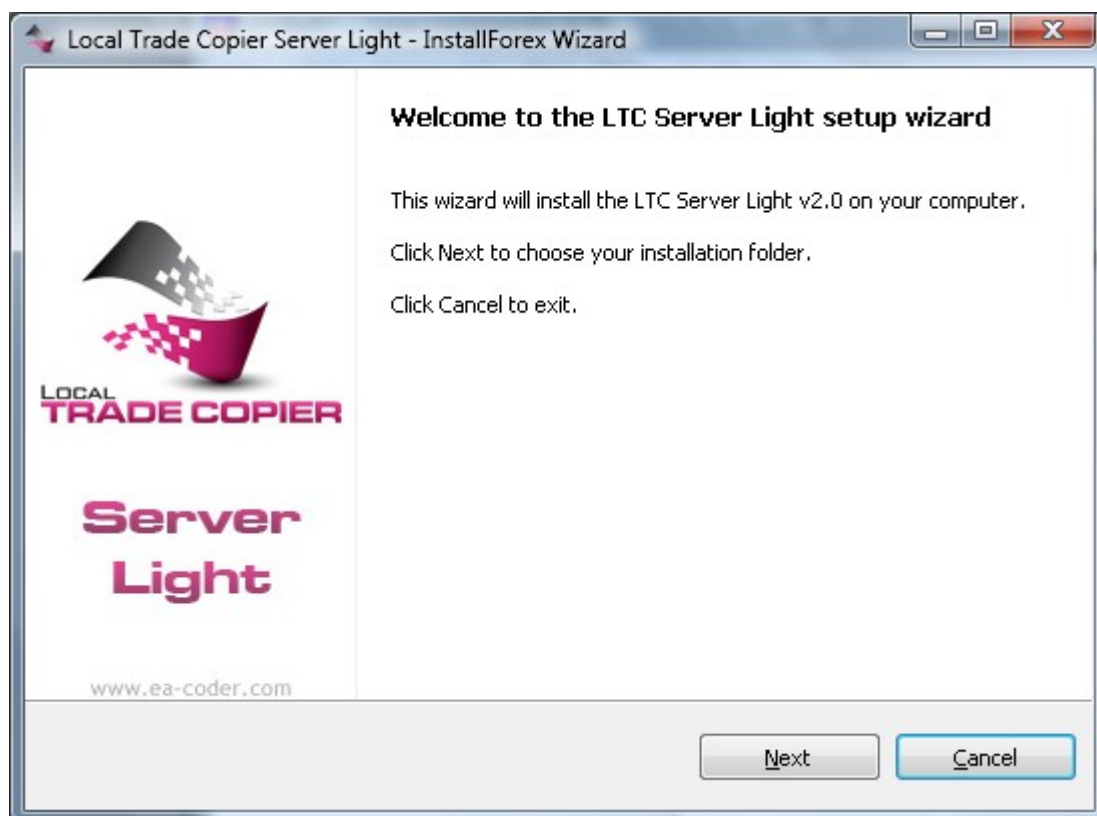 Local Trade Copier Server Light - InstallForex Wizard
Welcome to the LTC Server Light setup wizard
This wizard will install the LTC Server Light v2.0 on your computer.
Click Next to choose your installation folder.
Click Cancel to exit.
LOCAL
TRADE COPIER
Server
Light
www.ea-coder.com
Next
Cancel